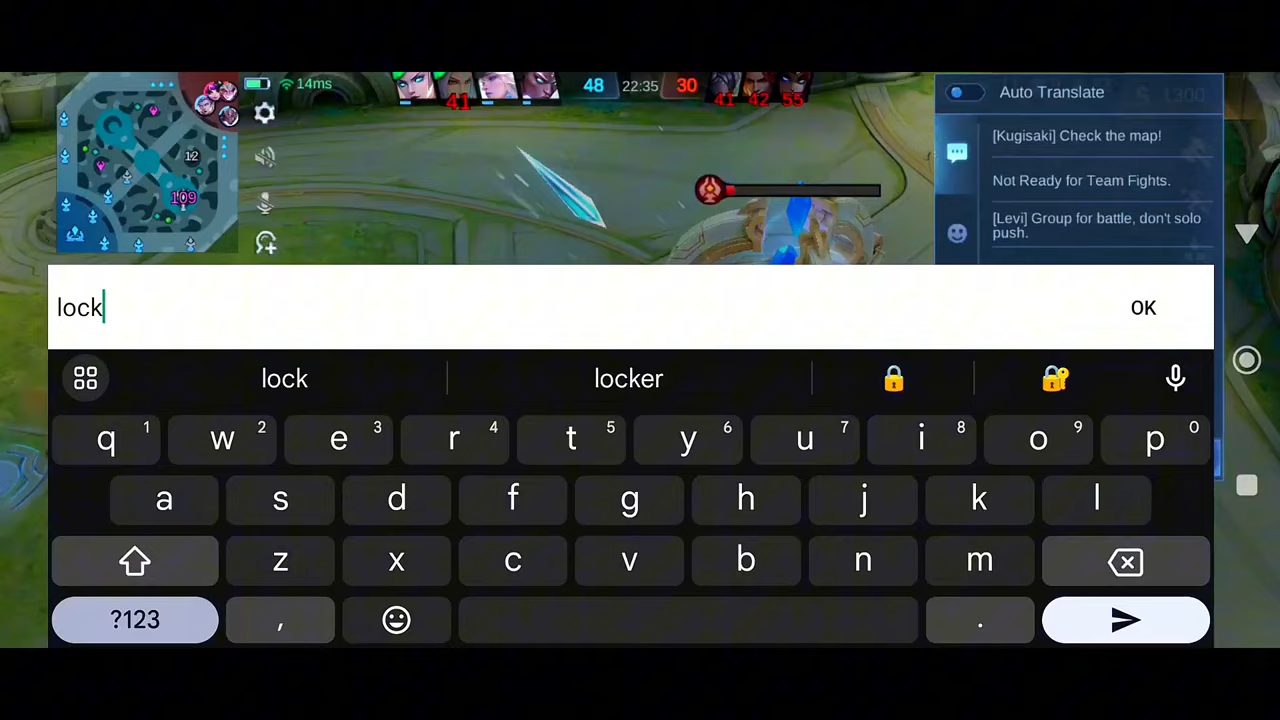 14ms
48 22:35 30
41
41 42 55
Auto Translate
12
109
[Kugisaki] Check the map!
Not Ready for Team Fights.
[Levi] Group for battle, don't solo
push.
lock
OK
lock locker
q 1 w 2 e 3 r 4 t 5 y 6 u 7 i 8 o 9 p 0
a s d f g h j k l
z x c v b n m
?123 , .